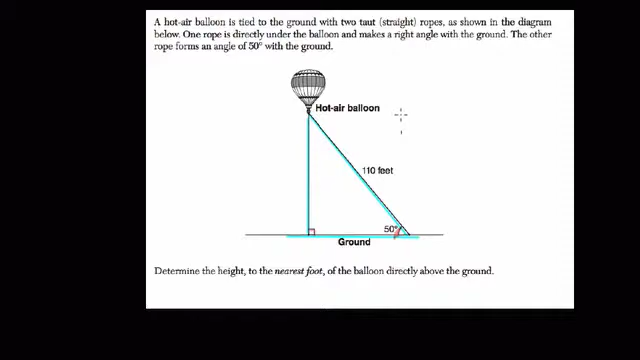 A hot-air balloon is tied to the ground with two taut (straight) ropes, as shown in the diagram
below. One rope is directly under the balloon and makes a right angle with the ground. The other
rope forms an angle of 50° with the ground.
Hot-air balloon
110 feet
50°
Ground
Determine the height, to the nearest foot, of the balloon directly above the ground.